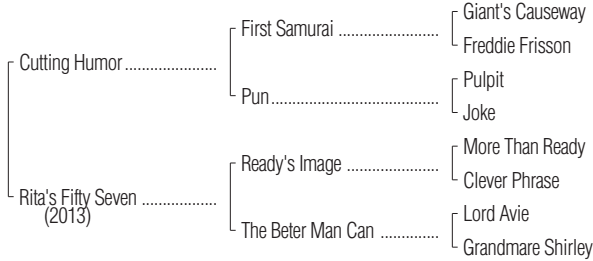 Giant's Causeway
First Samurai ......................
Freddie Frisson
Cutting Humor ....................
Pulpit
Pun.....................................
Joke
More Than Ready
Ready's Image ....................
Clever Phrase
Rita's Fifty Seven ................
(2013)
Lord Avie
The Beter Man Can .............
Grandmare Shirley